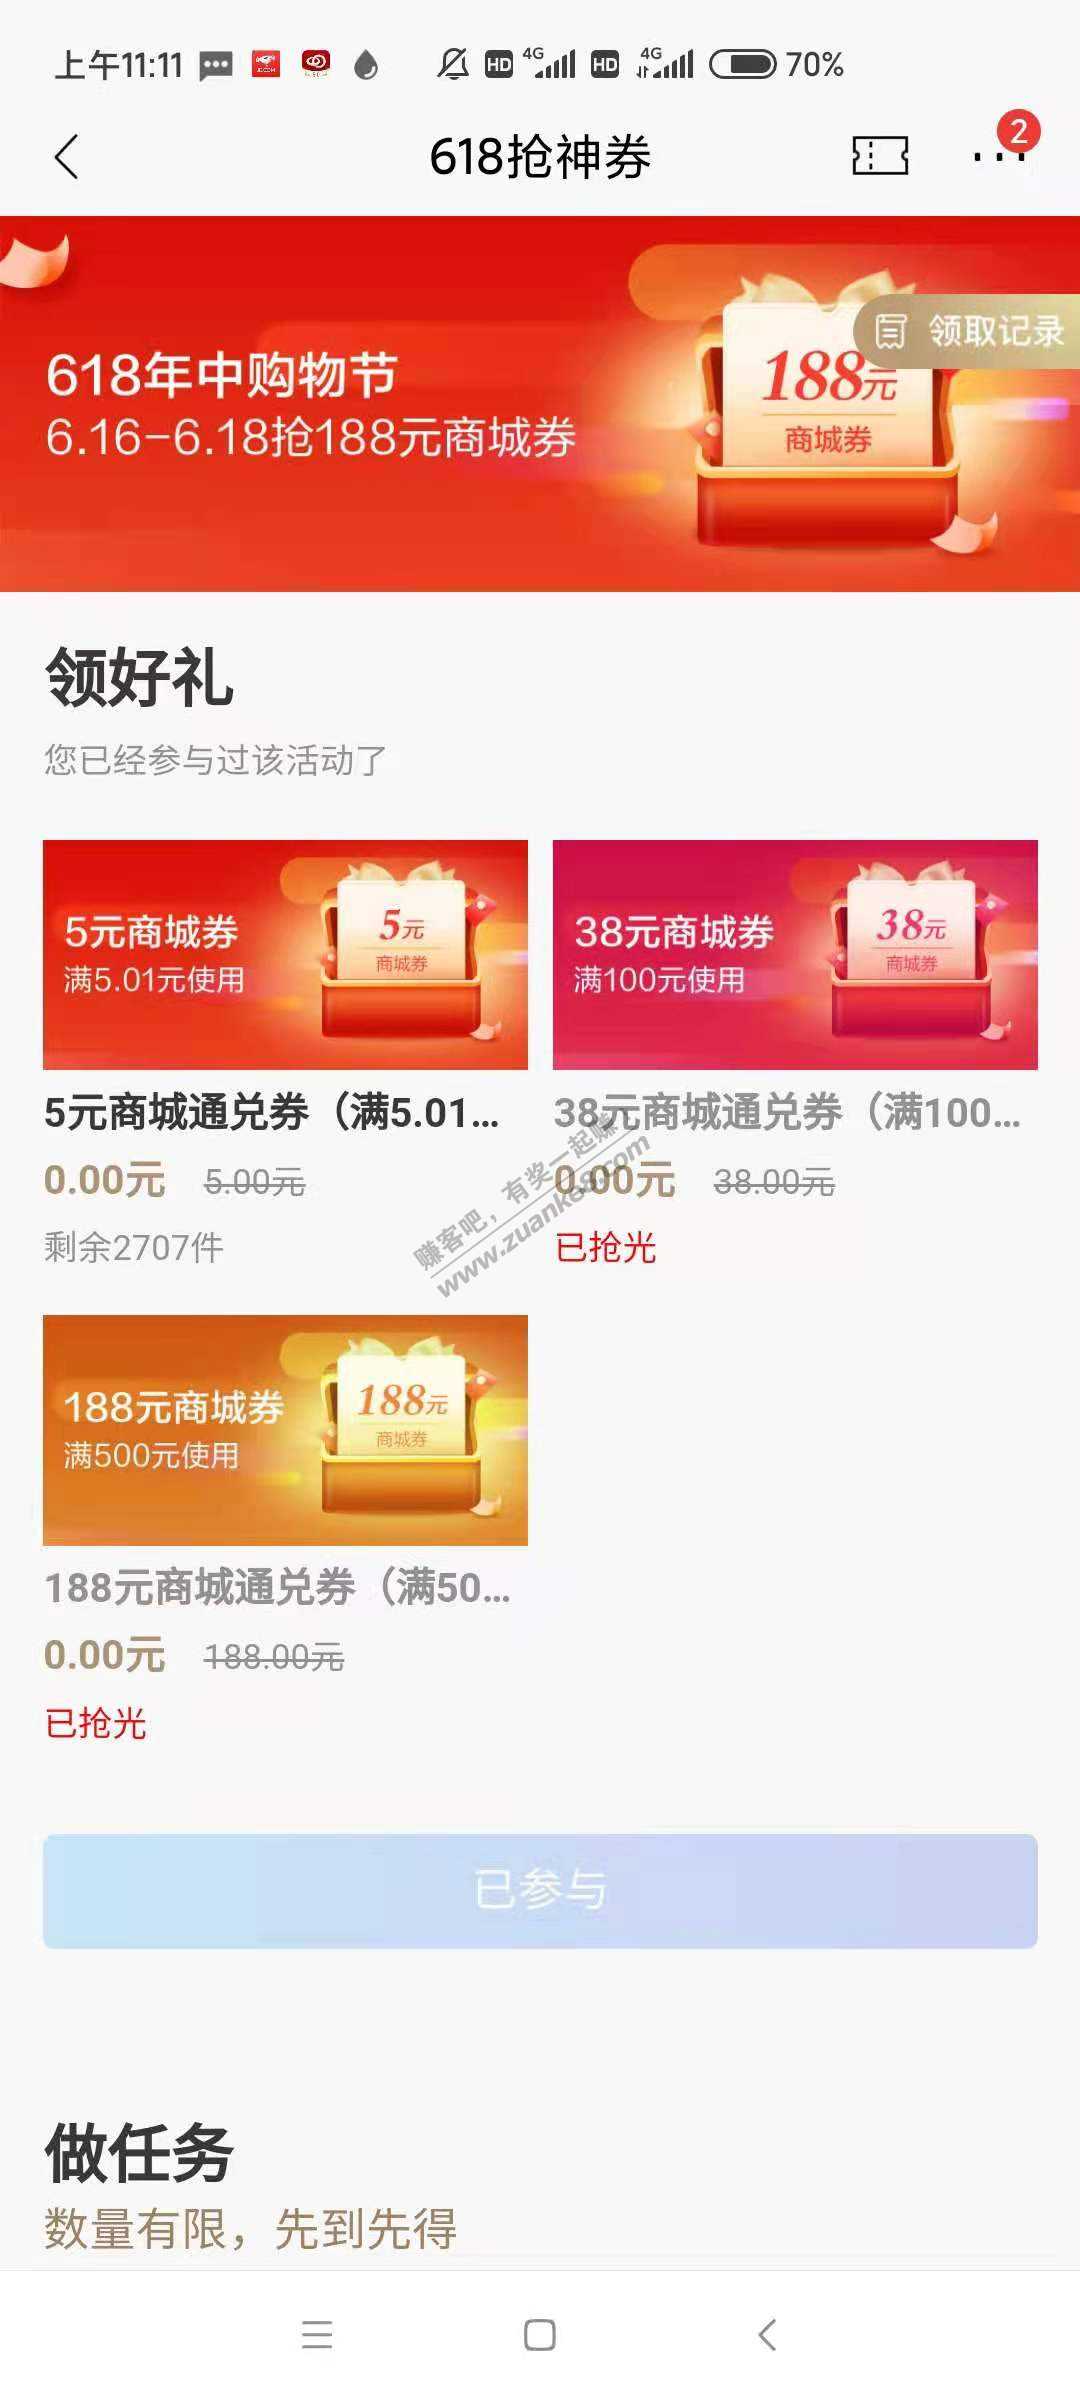 上午11:11
4G
4G
70%
618抢神券
2
领取记录
618年中购物节
6.16-6.18抢188元商城券
188元
商城券
领好礼
您已经参与过该活动了
5元商城券
满5.01元使用
5元
商城券
38元商城券
满100元使用
38元
商城券
5元商城通兑券（满5.01...
38元商城通兑券（满100...
0.00元 5.00元
0.00元 38.00元
剩余2707件
已抢光
赚客吧，有奖一起赚！
www.zuanke8.com
188元商城券
满500元使用
188元
商城券
188元商城通兑券（满50...
0.00元 188.00元
已抢光
已参与
做任务
数量有限，先到先得